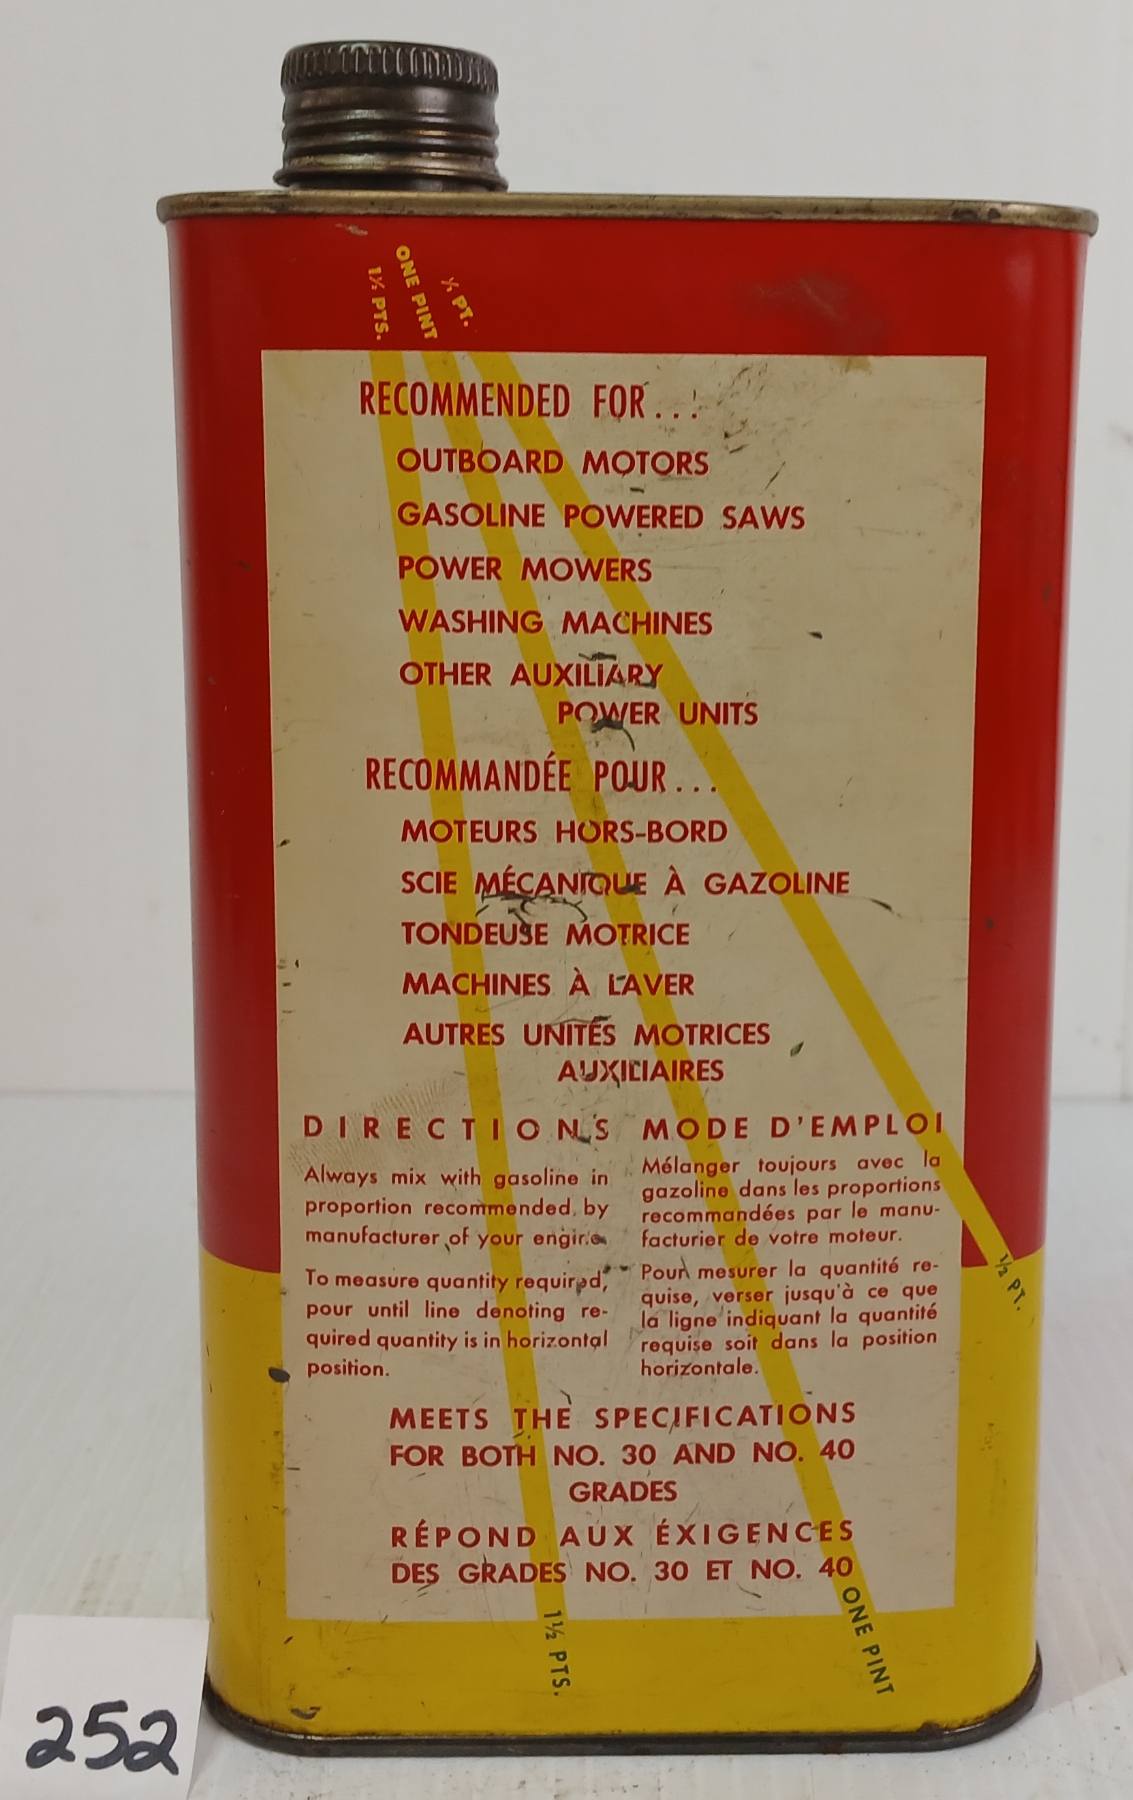 1½ PTS.
ONE PINT
½ PT.
RECOMMENDED FOR...
OUTBOARD MOTORS
GASOLINE POWERED SAWS
POWER MOWERS
WASHING MACHINES
OTHER AUXILIARY
POWER UNITS
RECOMMANDÉE POUR...
MOTEURS HORS-BORD
SCIE MÉCANIQUE À GAZOLINE
TONDEUSE MOTRICE
MACHINES À LAVER
AUTRES UNITÉS MOTRICES
AUXILIAIRES
DIRECTIONS
Always mix with gasoline in
proportion recommended by
manufacturer of your engine.
To measure quantity required,
pour until line denoting re-
quired quantity is in horizontal
position.
MODE D'EMPLOI
Mélanger toujours avec la
gazoline dans les proportions
recommandées par le manu-
facturier de votre moteur.
Pour mesurer la quantité re-
quise, verser jusqu'à ce que
la ligne indiquant la quantité
requise soit dans la position
horizontale.
½ PT.
MEETS THE SPECIFICATIONS
FOR BOTH NO. 30 AND NO. 40
GRADES
RÉPOND AUX ÉXIGENCES
DES GRADES NO. 30 ET NO. 40
1½ PTS.
ONE PINT
252